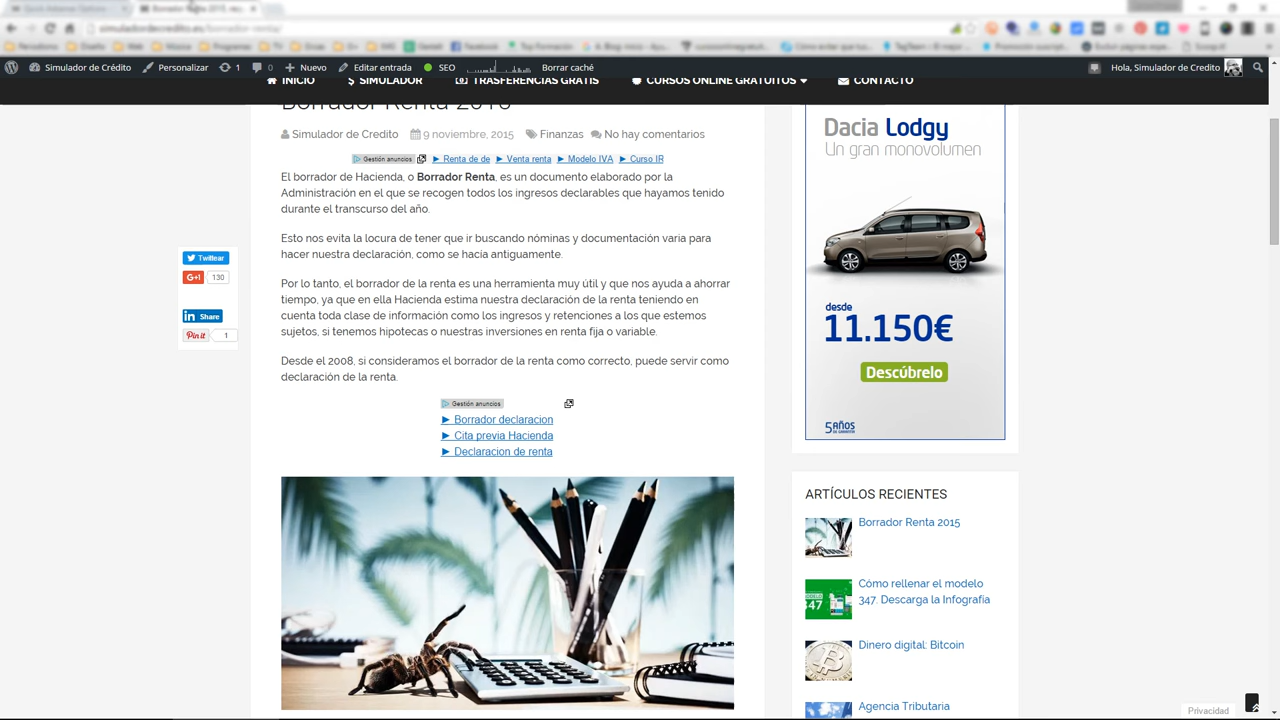 simuladordecredito.es/borrador-renta/
Simulador de Crédito
Personalizar
1
0
Nuevo
Editar entrada
SEO
Borrar caché
Hola, Simulador de Credito
INICIO
SIMULADOR
TRASFERENCIAS GRATIS
CURSOS ONLINE GRATUITOS
CONTACTO
Borrador Renta 2015
Simulador de Credito
9 noviembre, 2015
Finanzas
No hay comentarios
Gestión anuncios
► Renta de de
► Venta renta
► Modelo IVA
► Curso IR
El borrador de Hacienda, o Borrador Renta, es un documento elaborado por la
Administración en el que se recogen todos los ingresos declarables que hayamos tenido
durante el transcurso del año.
Esto nos evita la locura de tener que ir buscando nóminas y documentación varia para
hacer nuestra declaración, como se hacía antiguamente.
Por lo tanto, el borrador de la renta es una herramienta muy útil y que nos ayuda a ahorrar
tiempo, ya que en ella Hacienda estima nuestra declaración de la renta teniendo en
cuenta toda clase de información como los ingresos y retenciones a los que estemos
sujetos, si tenemos hipotecas o nuestras inversiones en renta fija o variable.
Desde el 2008, si consideramos el borrador de la renta como correcto, puede servir como
declaración de la renta.
Gestión anuncios
► Borrador declaracion
► Cita previa Hacienda
► Declaracion de renta
Twittear
G+1 130
Share
Pin it 1
Dacia Lodgy
Un gran monovolumen
desde
11.150€
Descúbrelo
5 AÑOS
DE GARANTÍA
ARTÍCULOS RECIENTES
Borrador Renta 2015
Cómo rellenar el modelo
347. Descarga la Infografía
Dinero digital: Bitcoin
Agencia Tributaria
Privacidad